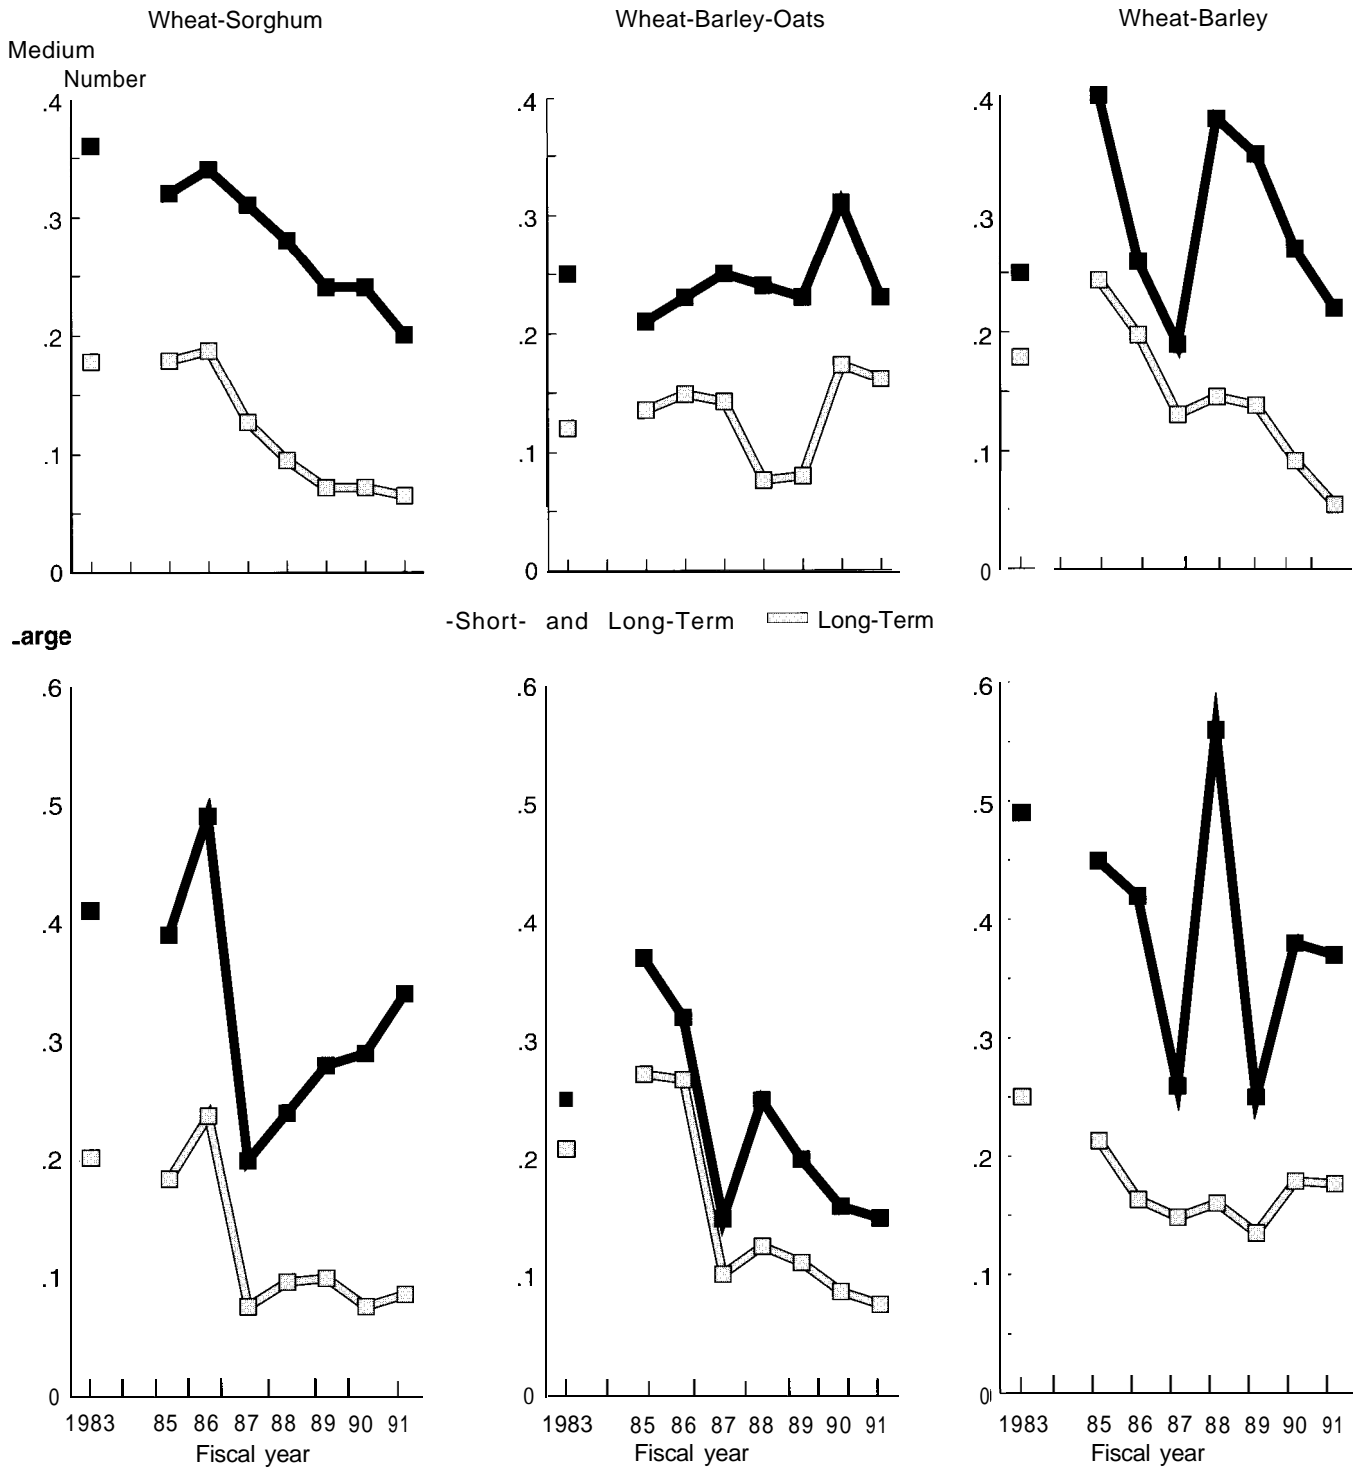 Wheat-Sorghum Wheat-Barley-Oats Wheat-Barley
Medium
Number
.4 .4 .4
.3 .3 .3
.2 .2 .2
.1 .1 .1
0 0 0
-Short- and Long-Term Long-Term
-arge
.6 .6 .6
.5 .5 .5
.4 .4 .4
.3 .3 .3
.2 .2 .2
.1 .1 .1
0 0 0
1983 85 86 87 88 89 90 91 1983 85 86 87 88 89 90 91 1983 85 86 87 88 89 90 91
Fiscal year Fiscal year Fiscal year